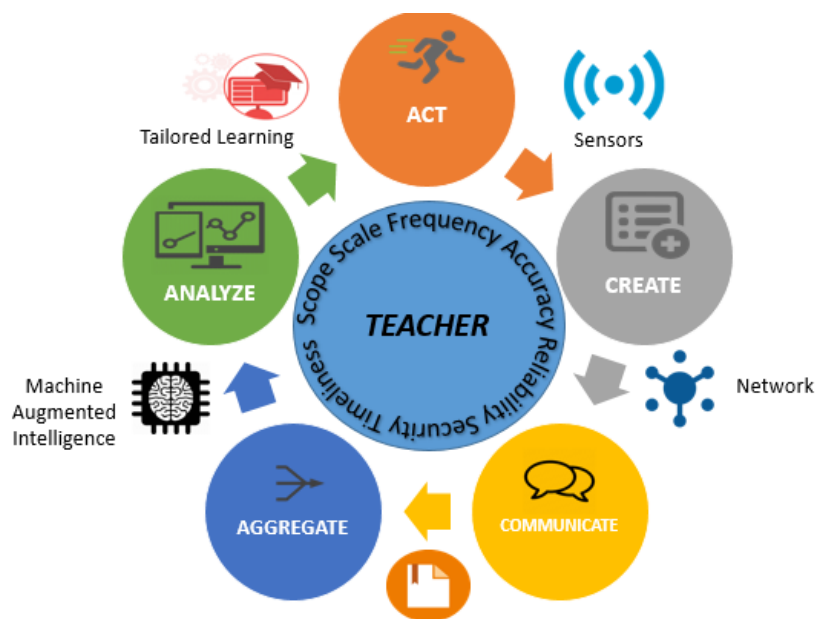 ACT
Tailored Learning
Sensors
ANALYZE
CREATE
Scope Scale Frequency Accuracy Reliability Security Timeliness
TEACHER
Machine
Augmented
Intelligence
Network
AGGREGATE
COMMUNICATE